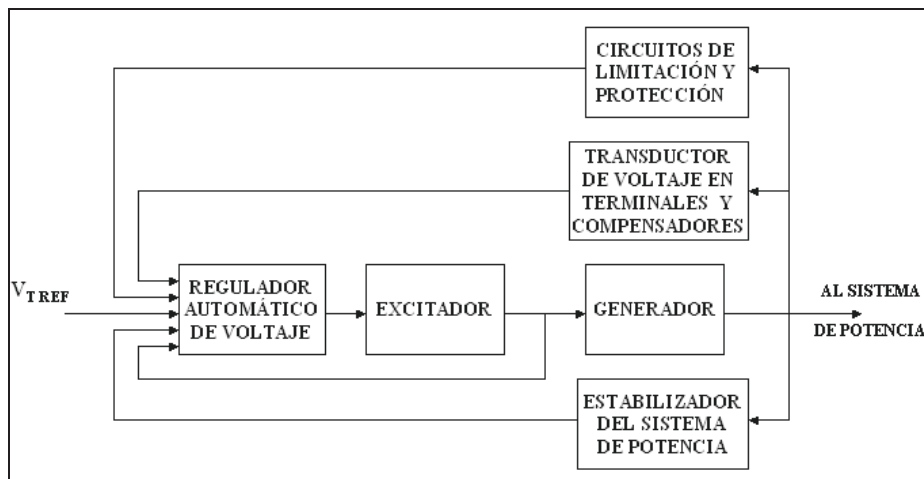 CIRCUITOS DE
LIMITACIÓN Y
PROTECCIÓN
TRANSDUCTOR
DE VOLTAJE EN
TERMINALES Y
COMPENSADORES
V T REF
REGULADOR
AUTOMÁTICO
DE VOLTAJE
EXCITADOR
GENERADOR
AL SISTEMA
DE POTENCIA
ESTABILIZADOR
DEL SISTEMA
DE POTENCIA